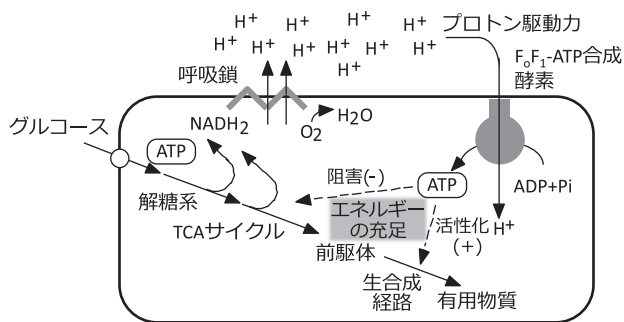 H⁺ H⁺ H⁺ H⁺ H⁺ プロトン駆動力
H⁺ H⁺ H⁺ H⁺ H⁺ H⁺
H⁺
呼吸鎖
FₒF₁-ATP合成
酵素
グルコース
NADH₂
O₂
H₂O
ATP
解糖系
TCAサイクル
阻害(-)
ATP
ADP+Pi
エネルギー
の充足
活性化
(+)
H⁺
前駆体
生合成
経路
有用物質